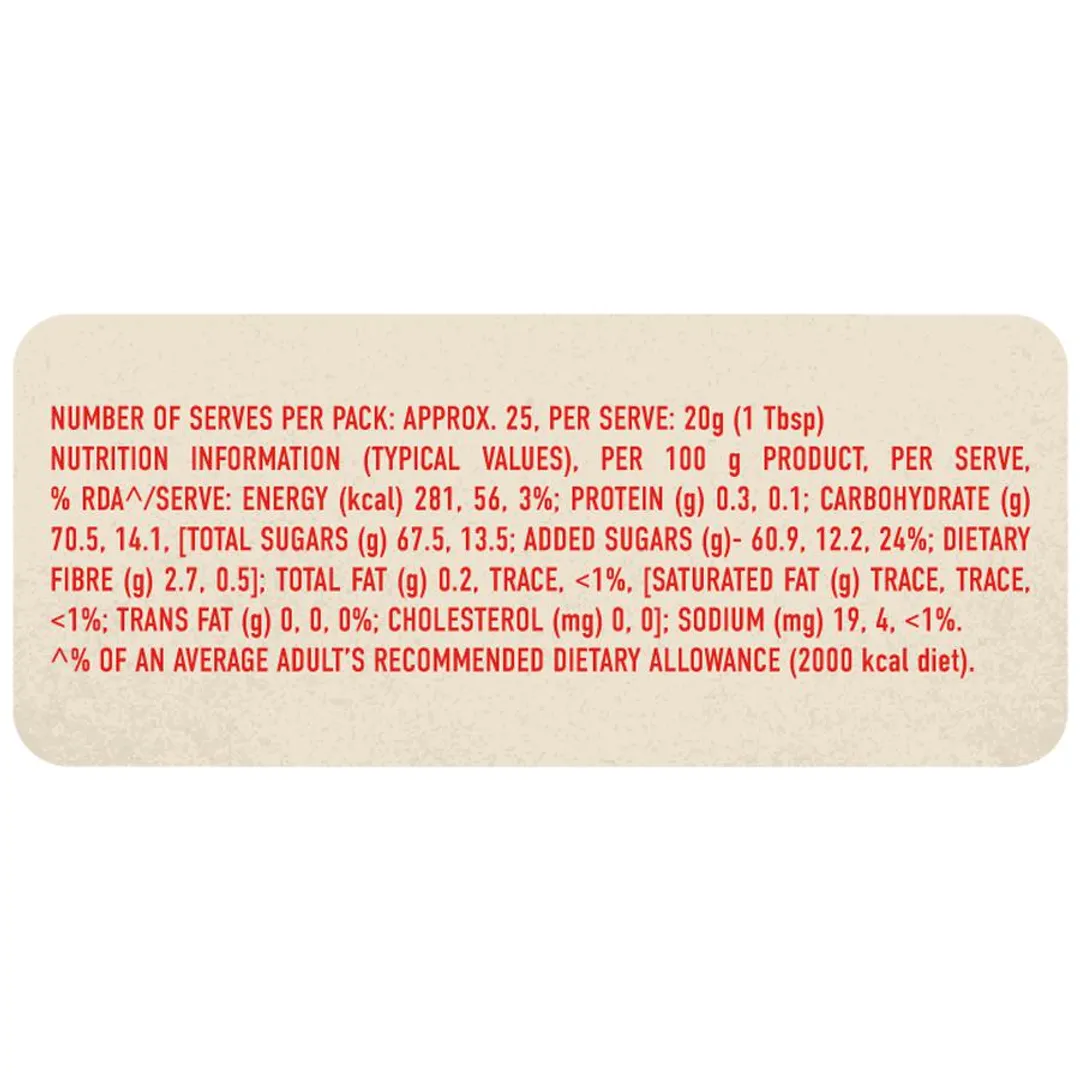 NUMBER OF SERVES PER PACK: APPROX. 25, PER SERVE: 20g (1 Tbsp)
NUTRITION INFORMATION (TYPICAL VALUES), PER 100 g PRODUCT, PER SERVE,
% RDA^/SERVE: ENERGY (kcal) 281, 56, 3%; PROTEIN (g) 0.3, 0.1; CARBOHYDRATE (g)
70.5, 14.1, [TOTAL SUGARS (g) 67.5, 13.5; ADDED SUGARS (g)- 60.9, 12.2, 24%; DIETARY
FIBRE (g) 2.7, 0.5]; TOTAL FAT (g) 0.2, TRACE, <1%, [SATURATED FAT (g) TRACE, TRACE,
<1%; TRANS FAT (g) 0, 0, 0%; CHOLESTEROL (mg) 0, 0]; SODIUM (mg) 19, 4, <1%.
^% OF AN AVERAGE ADULT'S RECOMMENDED DIETARY ALLOWANCE (2000 kcal diet).